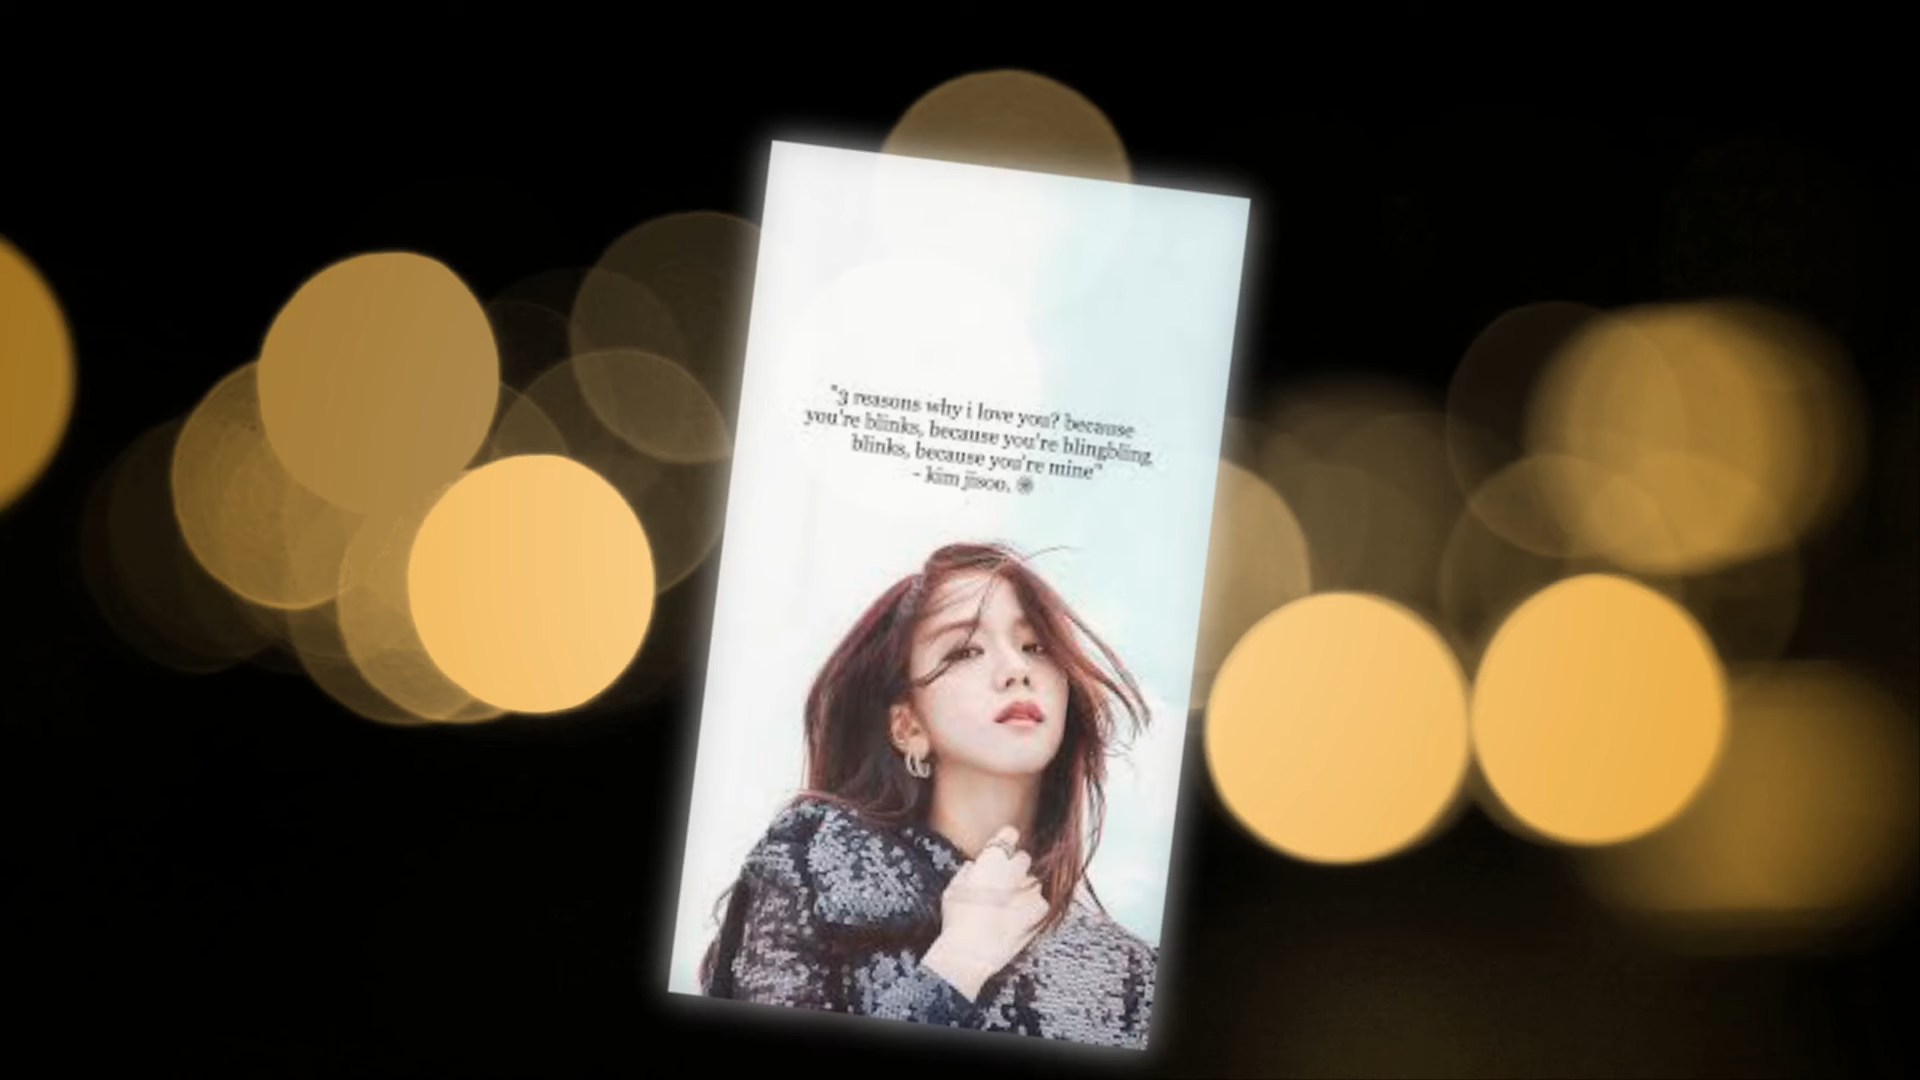 "3 reasons why i love you? because
you're blinks, because you're blingbling
blinks, because you're mine"
- kim jisoo.